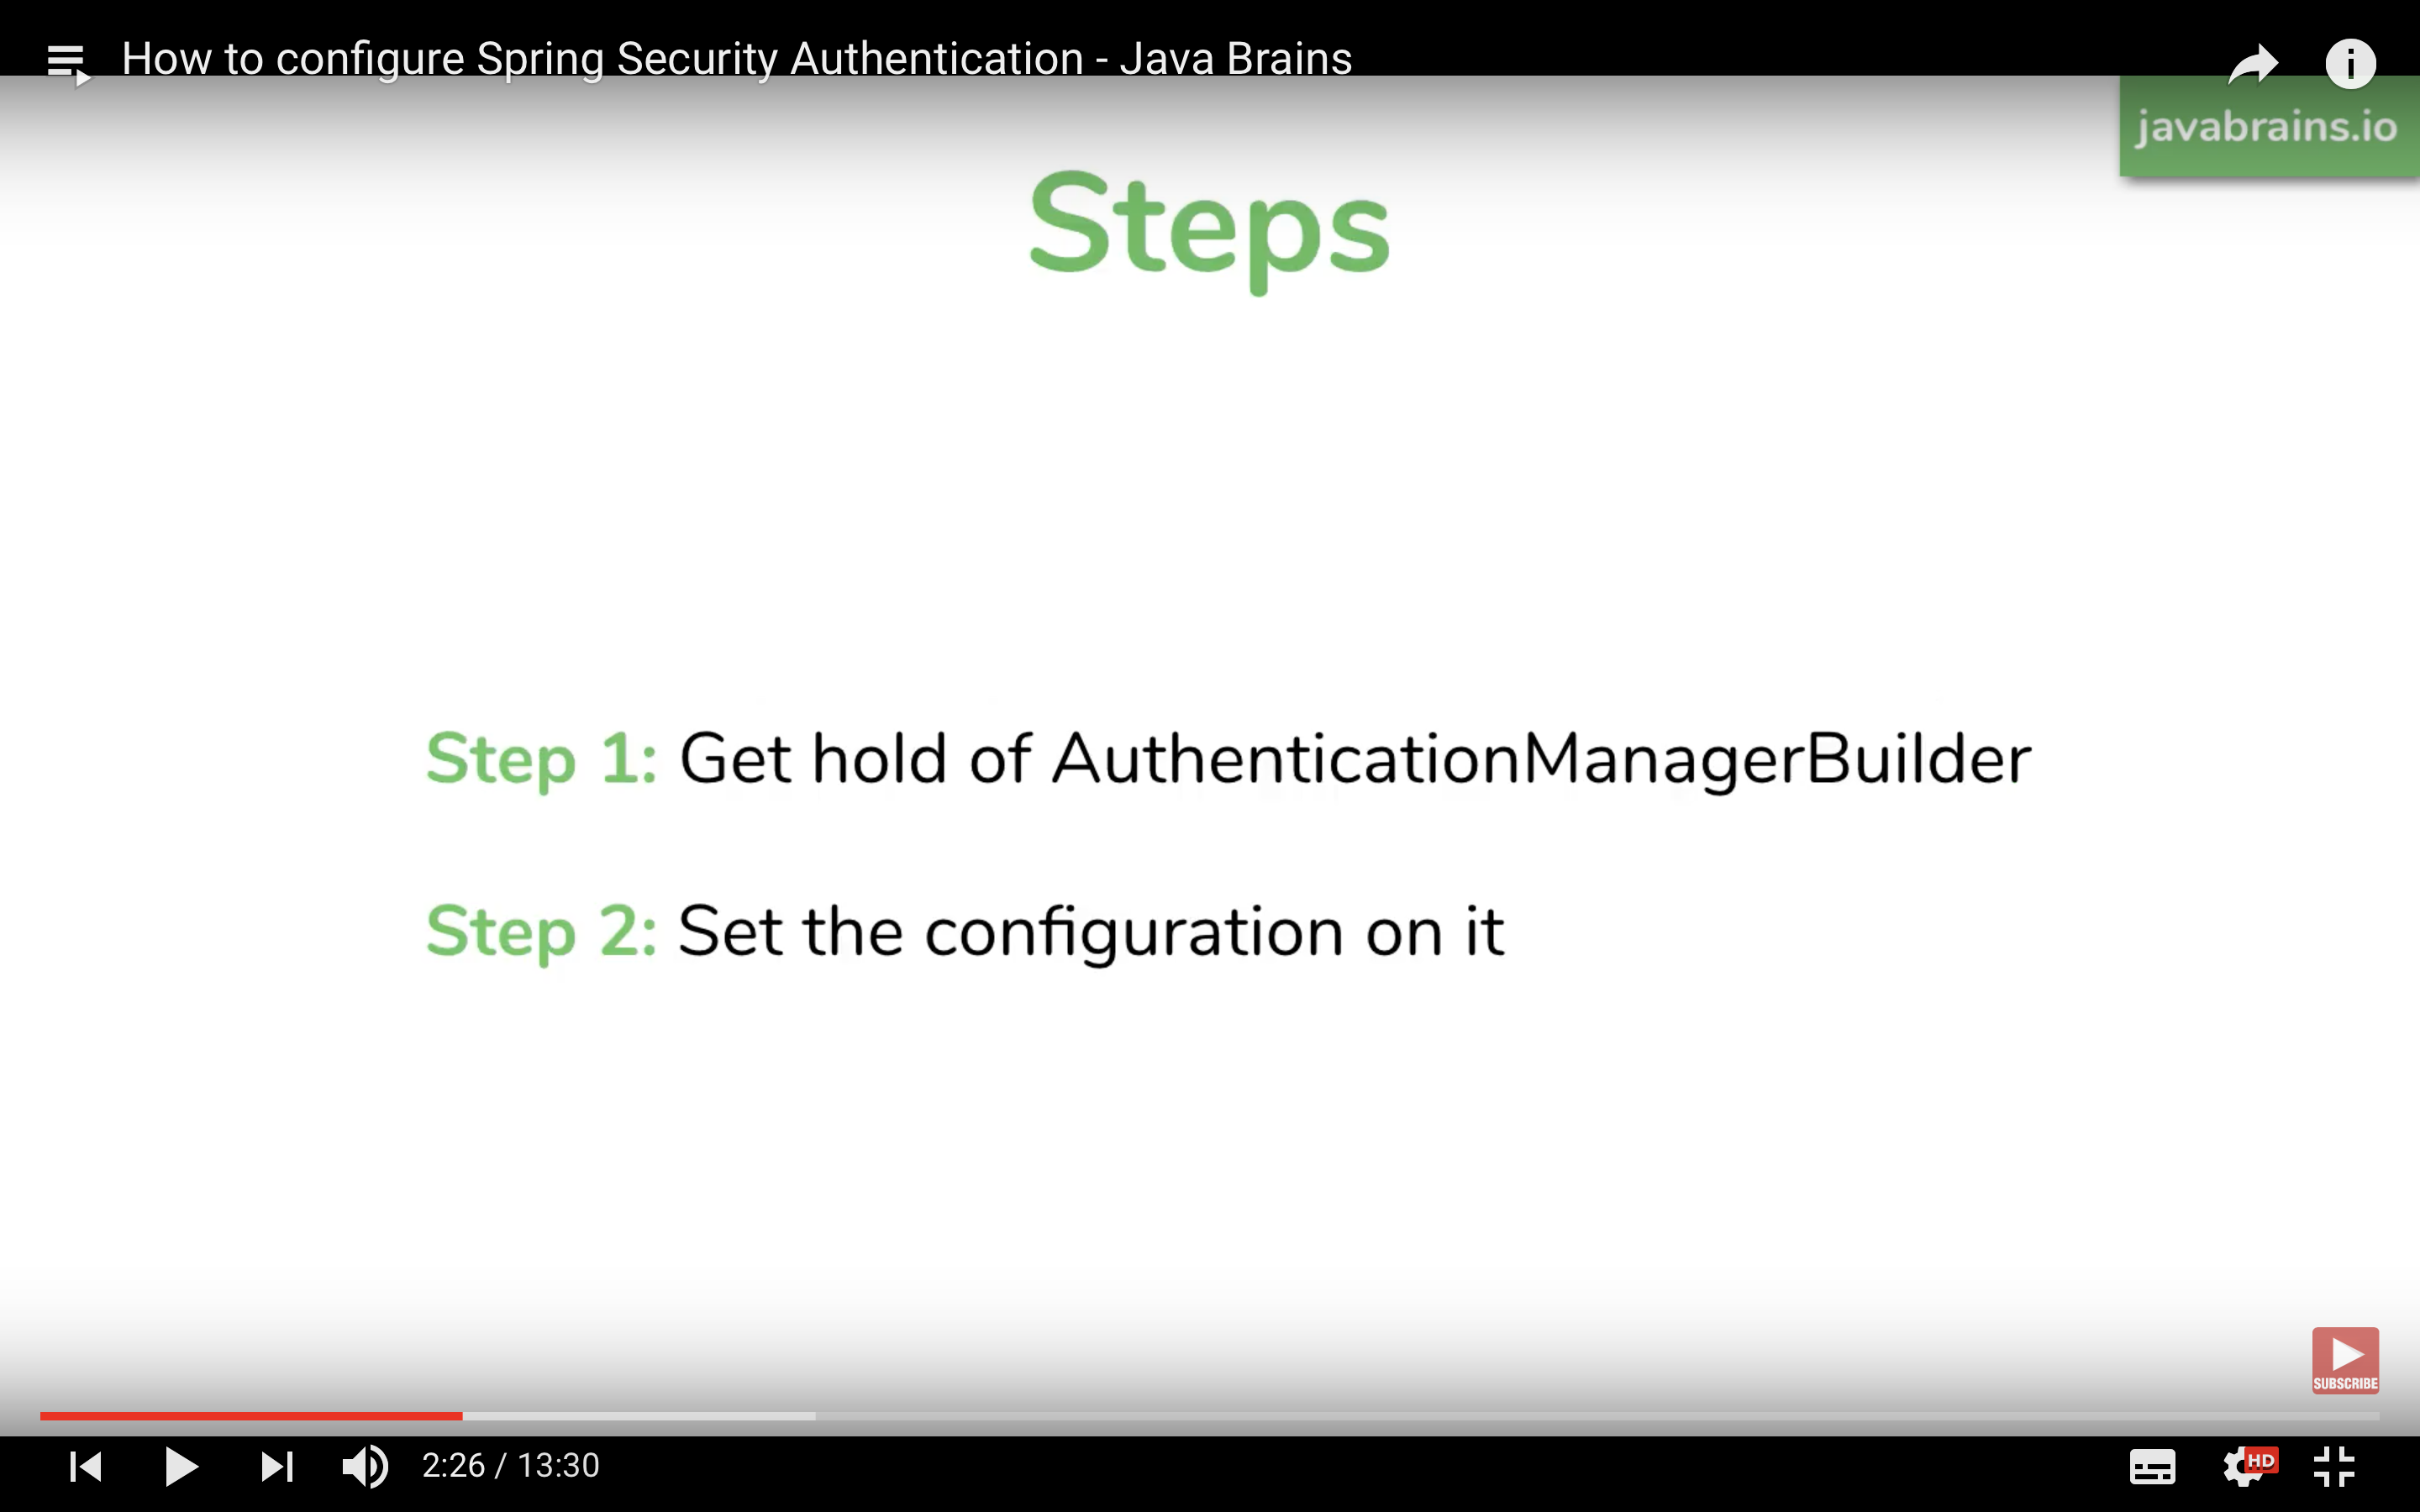 How to configure Spring Security Authentication - Java Brains
javabrains.io
Steps
Step 1: Get hold of AuthenticationManagerBuilder
Step 2: Set the configuration on it
SUBSCRIBE
2:26 / 13:30
HD